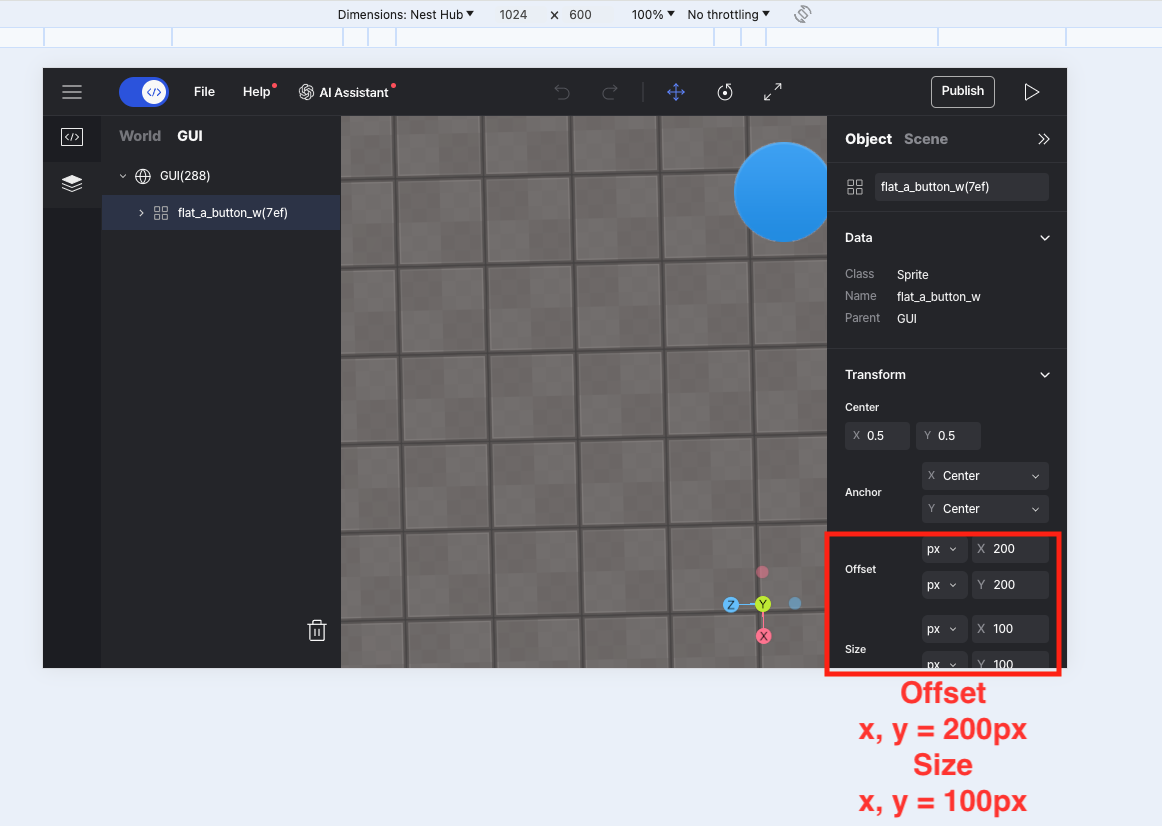 Dimensions: Nest Hub 1024 × 600 100% No throttling
File Help AI Assistant Publish
World GUI
GUI(288)
flat_a_button_w(7ef)
Z Y X
Object Scene
flat_a_button_w(7ef)
Data
Class Sprite
Name flat_a_button_w
Parent GUI
Transform
Center
X 0.5 Y 0.5
Anchor
X Center
Y Center
Offset
px X 200
px Y 200
Size
px X 100
px Y 100
Offset
x, y = 200px
Size
x, y = 100px